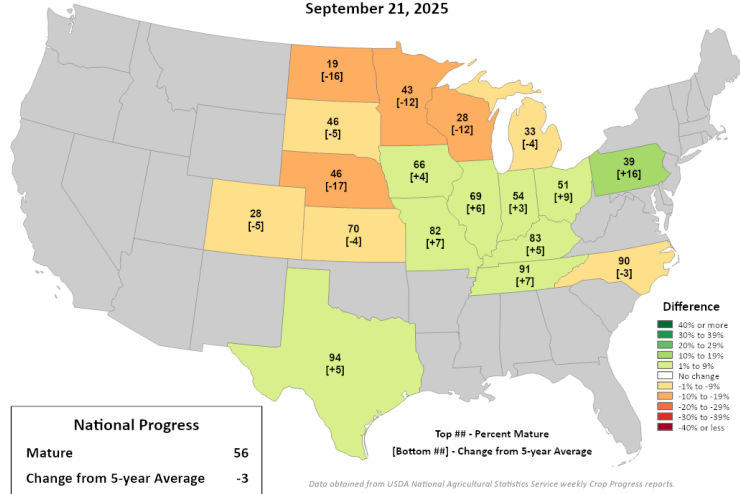 September 21, 2025
19
[-16]
43
[-12]
28
[-12]
33
[-4]
46
[-5]
46
[-17]
66
[+4]
69
[+6]
54
[+3]
51
[+9]
39
[+16]
28
[-5]
70
[-4]
82
[+7]
83
[+5]
91
[+7]
90
[-3]
94
[+5]
Difference
40% or more
30% to 39%
20% to 29%
10% to 19%
1% to 9%
No change
-1% to -9%
-10% to -19%
-20% to -29%
-30% to -39%
-40% or less
National Progress
Mature 56
Change from 5-year Average -3
Top ## - Percent Mature
[Bottom ##] - Change from 5-year Average
Data obtained from USDA National Agricultural Statistics Service weekly Crop Progress reports.